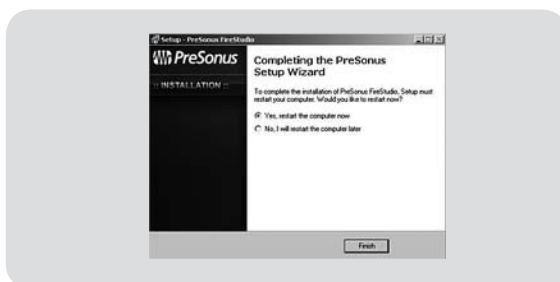 Setup - PreSonus FireStudio
PreSonus
:: INSTALLATION ::
Completing the PreSonus
Setup Wizard
To complete the installation of PreSonus FireStudio, Setup must
restart your computer. Would you like to restart now?
Yes, restart the computer now
No, I will restart the computer later
Finish